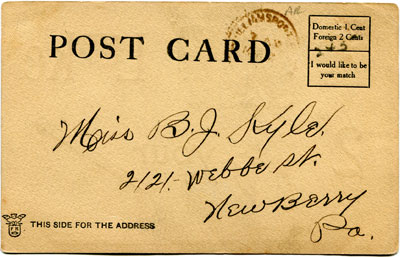 POST CARD
Domestic 1 Cent
Foreign 2 Cents
I would like to be
your match
Miss B. J. Kyle.
2121- Webbe St.
New Berry
Pa.
THIS SIDE FOR THE ADDRESS